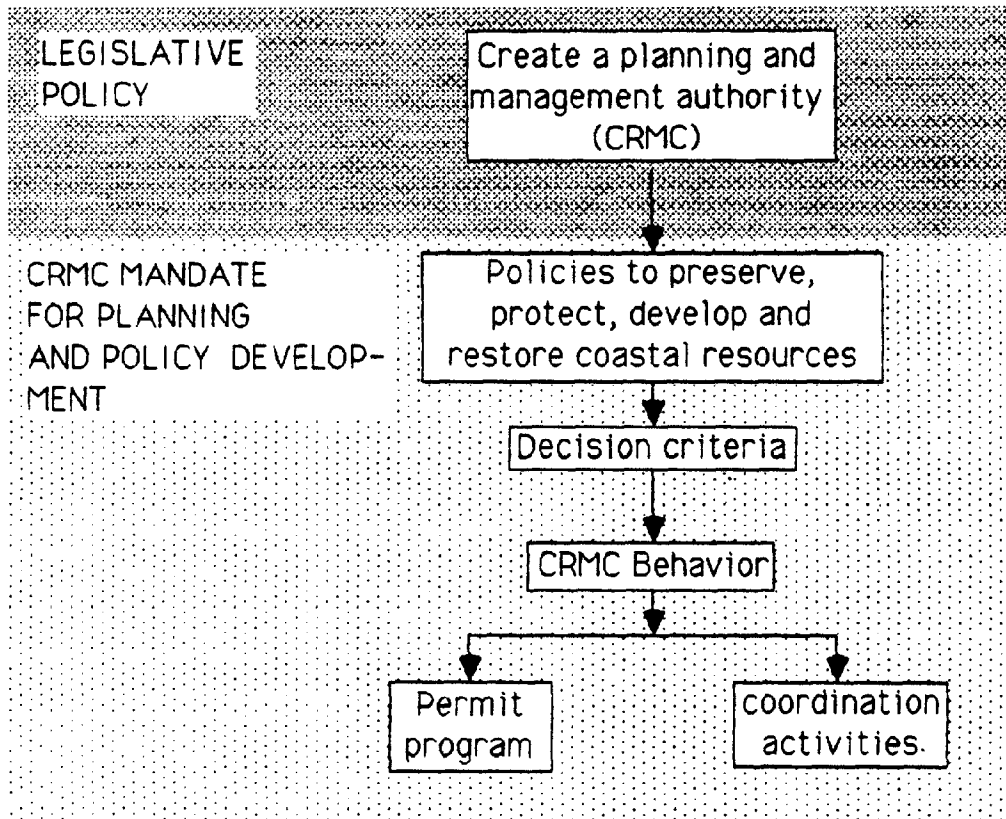 LEGISLATIVE
POLICY
Create a planning and
management authority
(CRMC)
CRMC MANDATE
FOR PLANNING
AND POLICY DEVELOP-
MENT
Policies to preserve,
protect, develop and
restore coastal resources
Decision criteria
CRMC Behavior
Permit
program
coordination
activities.